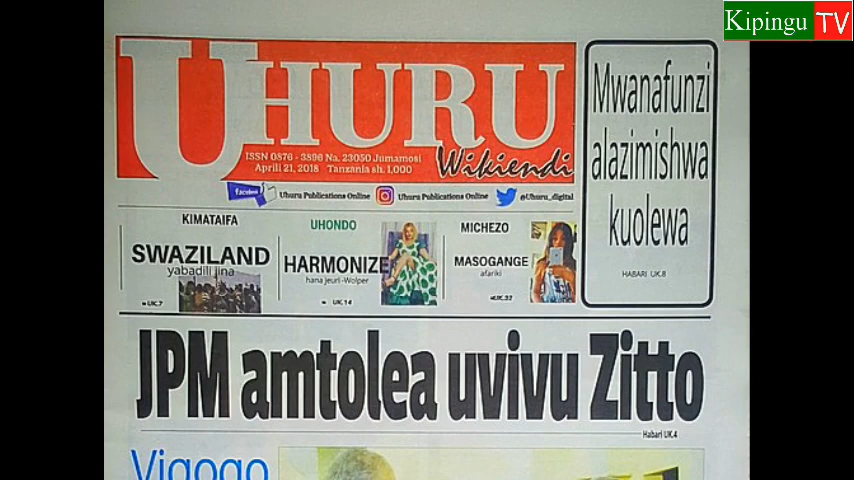 Kipingu TV
UHURU
Wikiendi
ISSN 0876 - 3896 Na. 23050 Jumamosi
Aprili 21, 2018 Tanzania sh. 1,000
facebook Uhuru Publications Online Uhuru Publications Online @Uhuru_digital
Mwanafunzi
alazimishwa
kuolewa
HABARI UK.8
KIMATAIFA
SWAZILAND
yabadili jina
UK.7
UHONDO
HARMONIZE
hana jeuri -Wolper
UK.14
MICHEZO
MASOGANGE
afariki
UK.32
JPM amtolea uvivu Zitto
Habari UK.4
Vigogo